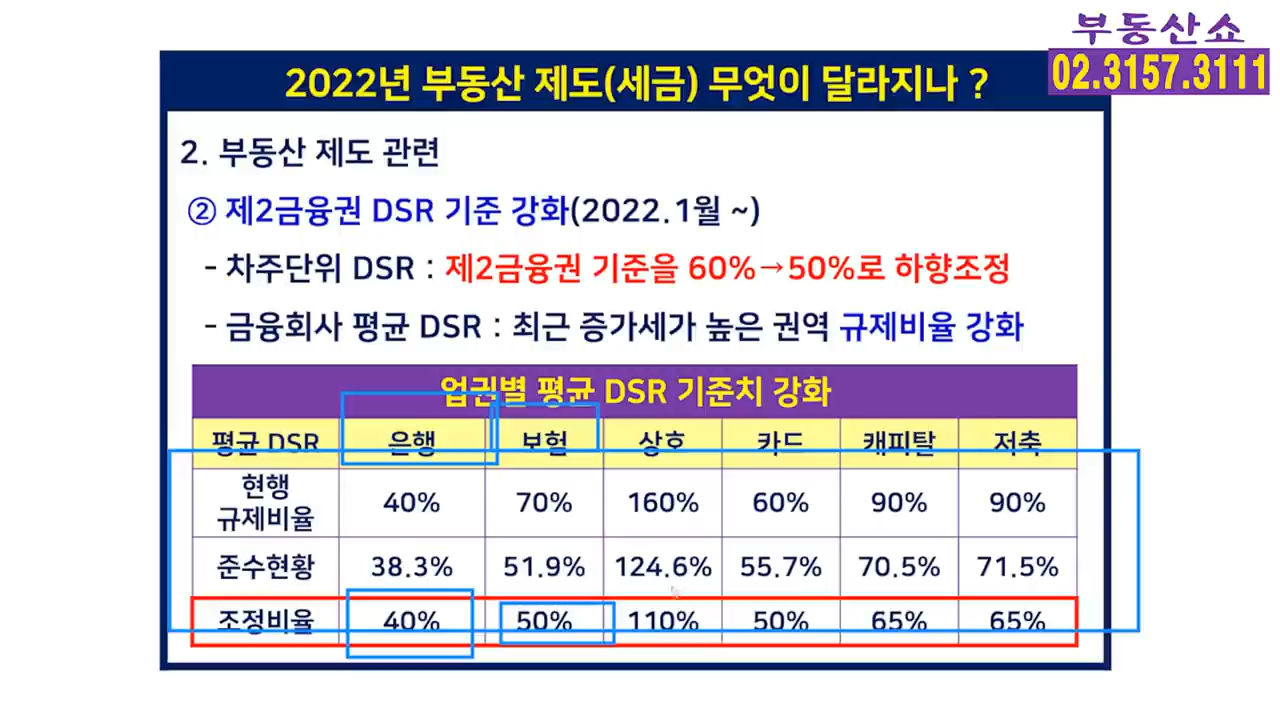 부동산쇼
02.3157.3111
2022년 부동산 제도(세금) 무엇이 달라지나 ?
2. 부동산 제도 관련
② 제2금융권 DSR 기준 강화(2022.1월 ~)
- 차주단위 DSR : 제2금융권 기준을 60%→50%로 하향조정
- 금융회사 평균 DSR : 최근 증가세가 높은 권역 규제비율 강화
업권별 평균 DSR 기준치 강화
평균 DSR 은행 보험 상호 카드 캐피탈 저축
현행
규제비율 40% 70% 160% 60% 90% 90%
준수현황 38.3% 51.9% 124.6% 55.7% 70.5% 71.5%
조정비율 40% 50% 110% 50% 65% 65%